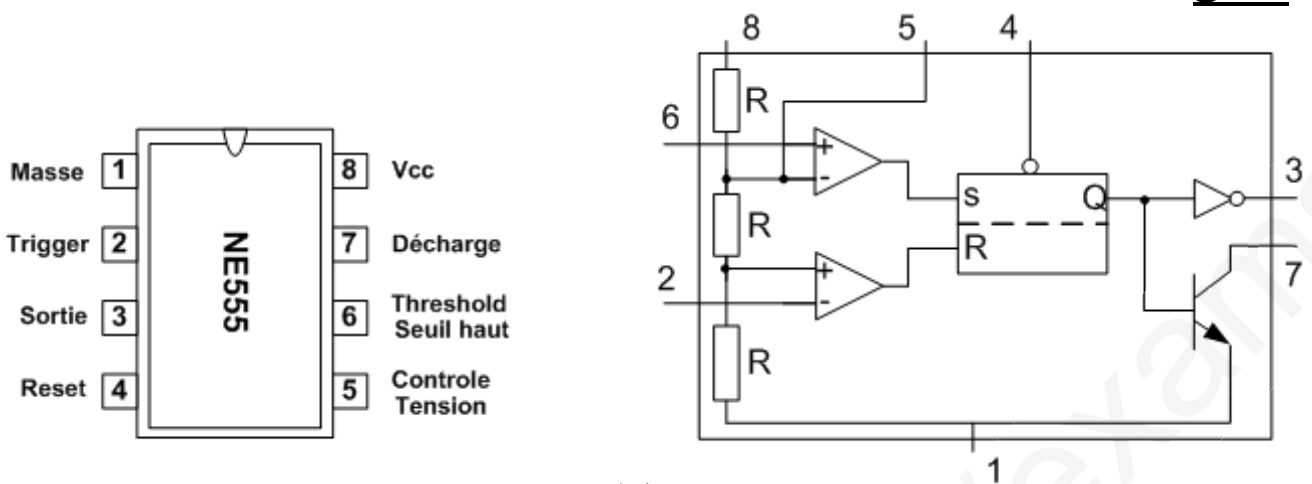 Masse 1
8 Vcc
Trigger 2
7 Décharge
Sortie 3
6 Threshold
Seuil haut
Reset 4
5 Controle
Tension
NE555
8 5 4
R
6
+
-
3
S Q
R
R
2
+
-
7
R
1